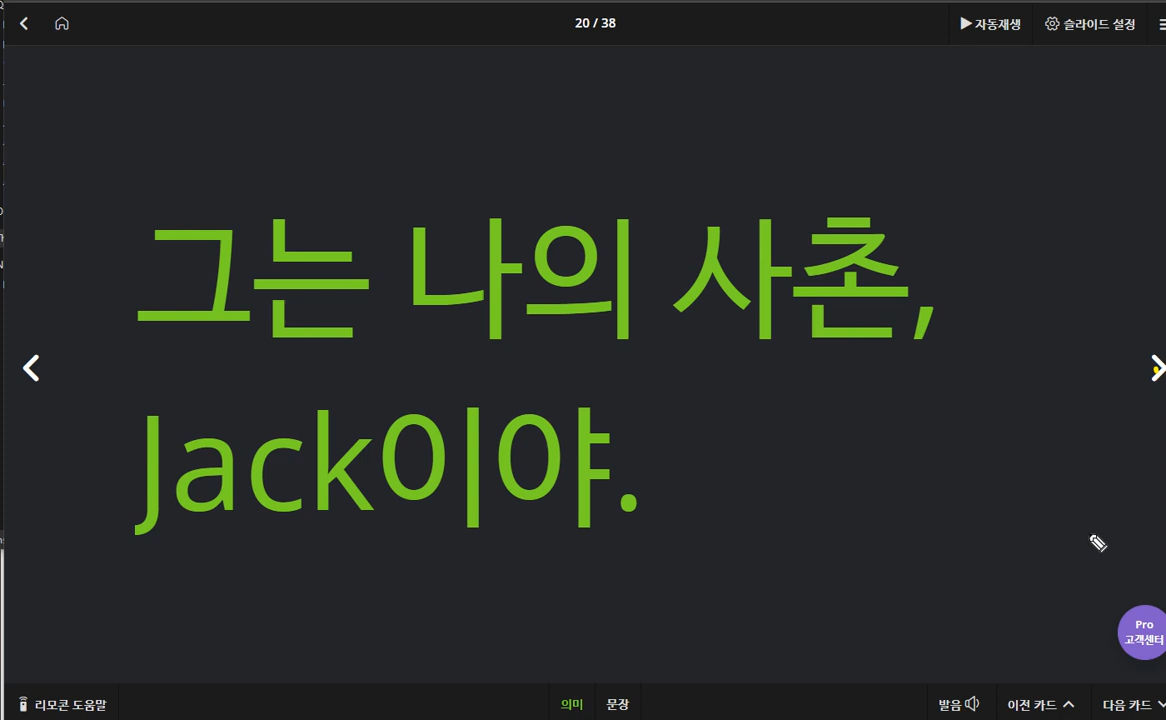 20 / 38
자동재생
슬라이드 설정
그는 나의 사촌,
Jack이야.
Pro
고객센터
리모콘 도움말
의미
문장
발음
이전 카드
다음 카드